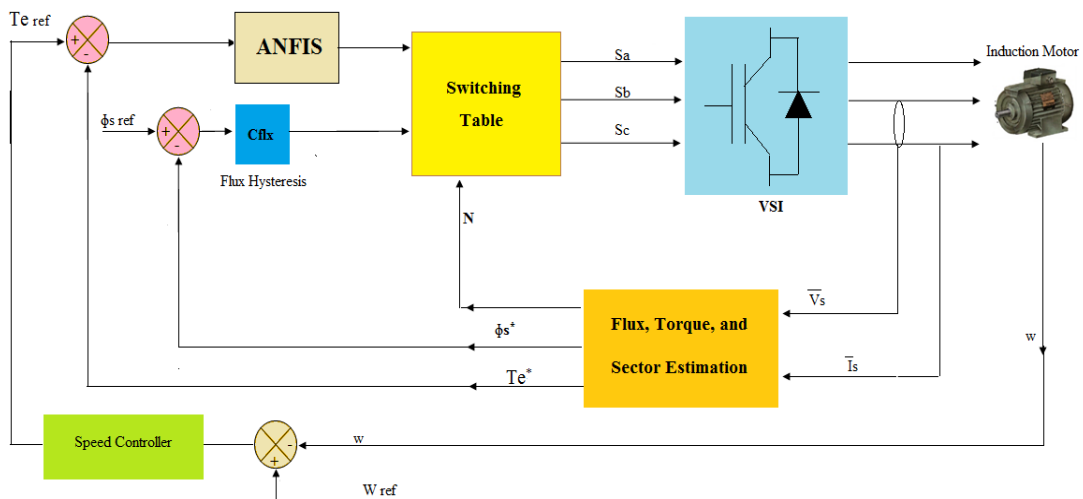 Te ref
ANFIS
Induction Motor
Switching
Table
Sa
Sb
Sc
ϕs ref
Cflx
Flux Hysteresis
VSI
N
V̅s
Flux, Torque, and
Sector Estimation
ϕs*
I̅s
Te*
w
Speed Controller
w
W ref
+
-
+
-
-
+